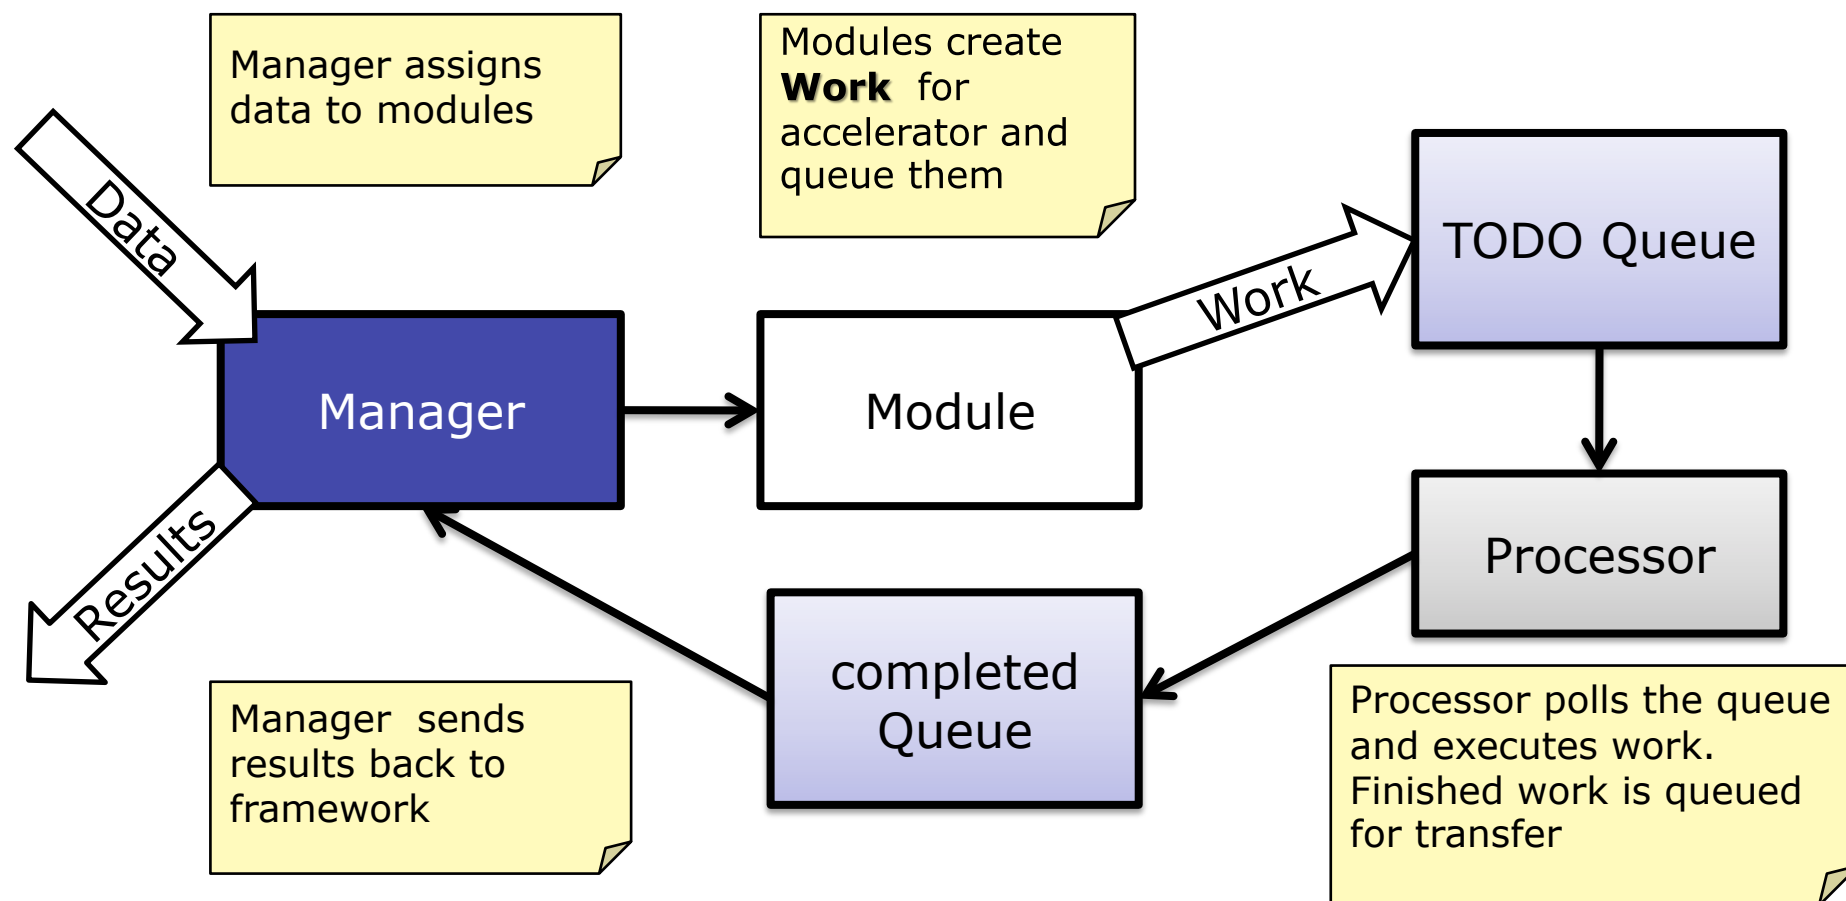 Manager assigns
data to modules
Modules create
Work for
accelerator and
queue them
Data
Work
TODO Queue
Manager
Module
Processor
Results
completed
Queue
Manager sends
results back to
framework
Processor polls the queue
and executes work.
Finished work is queued
for transfer